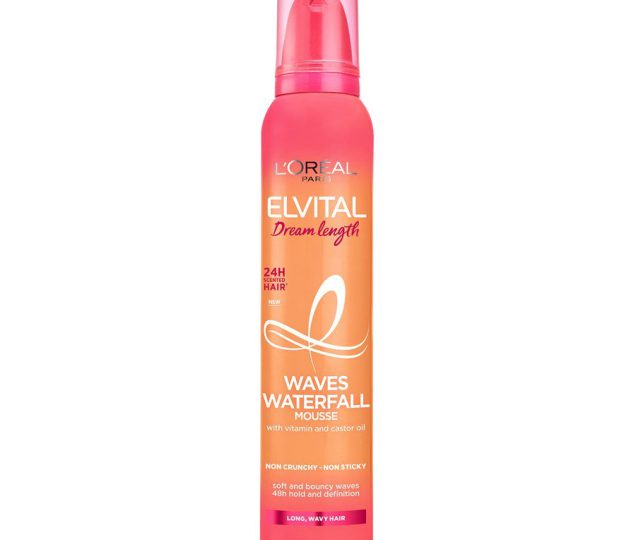 L'ORÉAL
PARIS
ELVITAL
Dream length
24H
SCENTED
HAIR*
NEW
WAVES
WATERFALL
MOUSSE
with vitamin and castor oil
NON CRUNCHY - NON STICKY
soft and bouncy waves
48h hold and definition
LONG, WAVY HAIR